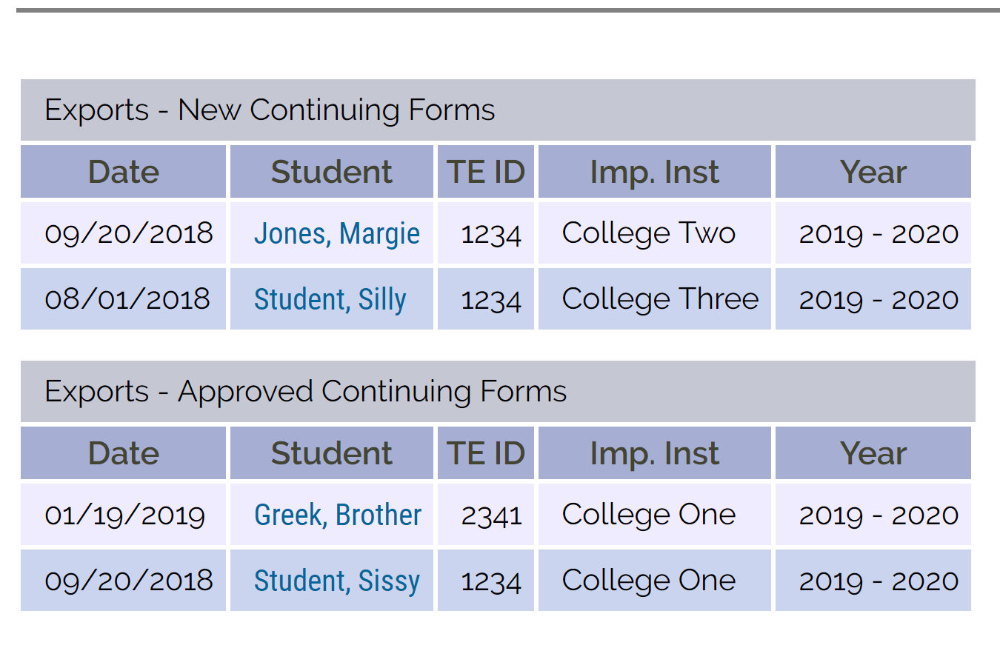 Exports - New Continuing Forms
Date Student TE ID Imp. Inst Year
09/20/2018 Jones, Margie 1234 College Two 2019 - 2020
08/01/2018 Student, Silly 1234 College Three 2019 - 2020
Exports - Approved Continuing Forms
Date Student TE ID Imp. Inst Year
01/19/2019 Greek, Brother 2341 College One 2019 - 2020
09/20/2018 Student, Sissy 1234 College One 2019 - 2020